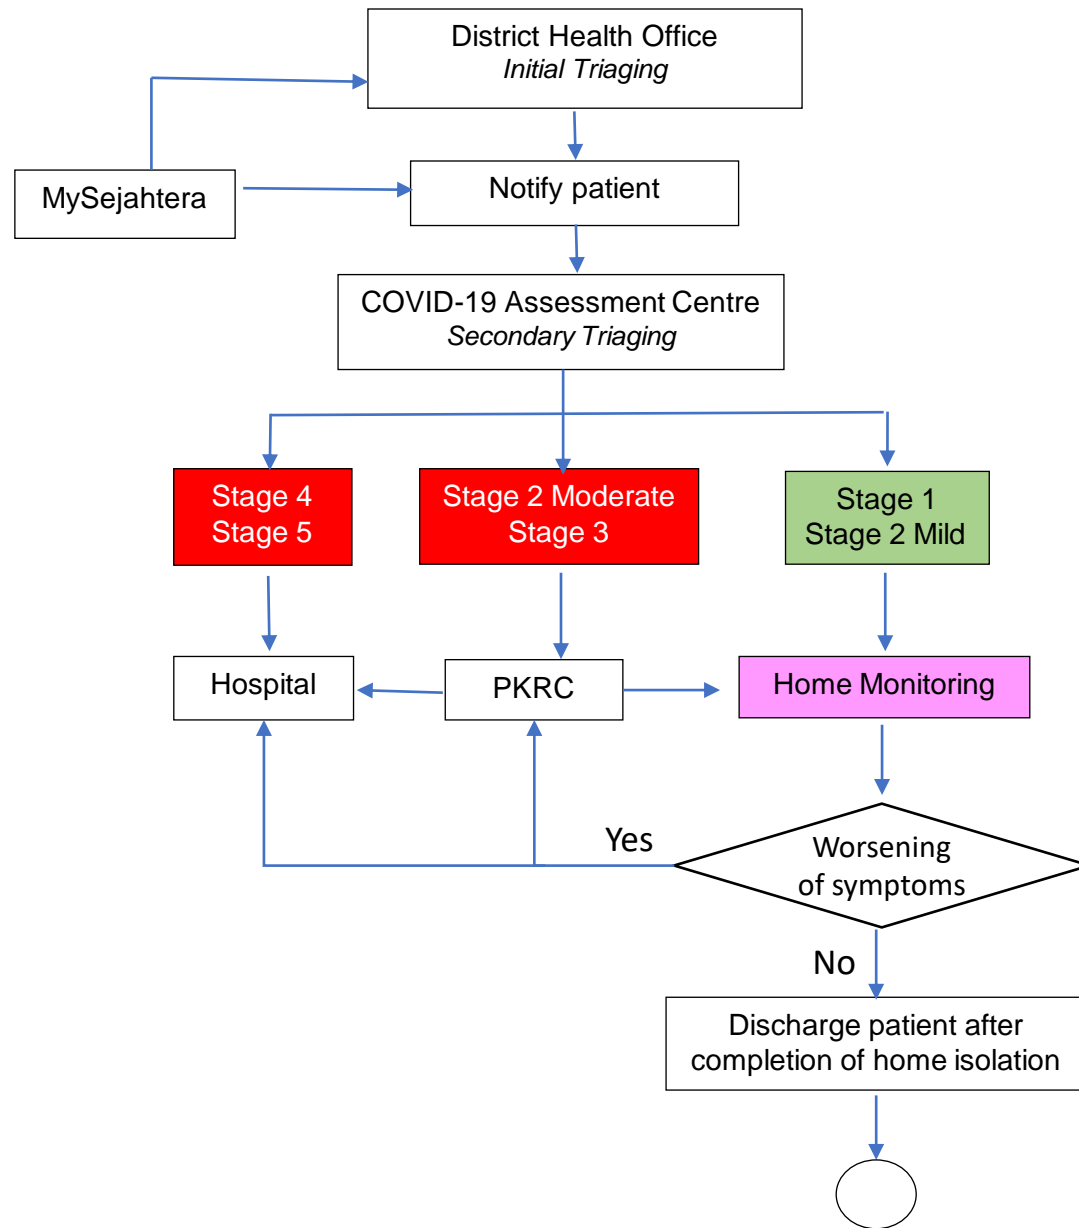 District Health Office
Initial Triaging
MySejahtera
Notify patient
COVID-19 Assessment Centre
Secondary Triaging
Stage 4
Stage 5
Stage 2 Moderate
Stage 3
Stage 1
Stage 2 Mild
Hospital
PKRC
Home Monitoring
Yes
Worsening
of symptoms
No
Discharge patient after
completion of home isolation